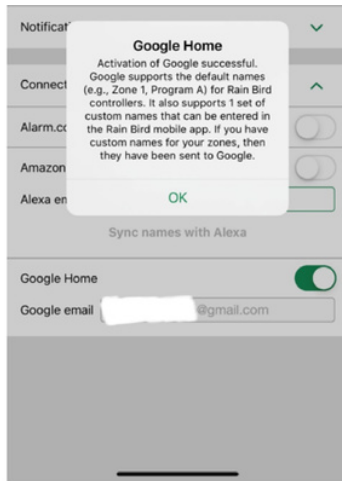 Notificat
Google Home
Activation of Google successful.
Google supports the default names
(e.g., Zone 1, Program A) for Rain Bird
controllers. It also supports 1 set of
custom names that can be entered in
the Rain Bird mobile app. If you have
custom names for your zones, then
they have been sent to Google.
OK
Connect
Alarm.co
Amazon
Alexa en
Sync names with Alexa
Google Home
Google email
@gmail.com